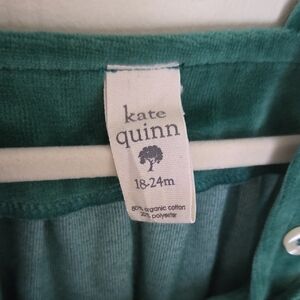 kate
quinn
18-24m
80% organic cotton
20% polyester